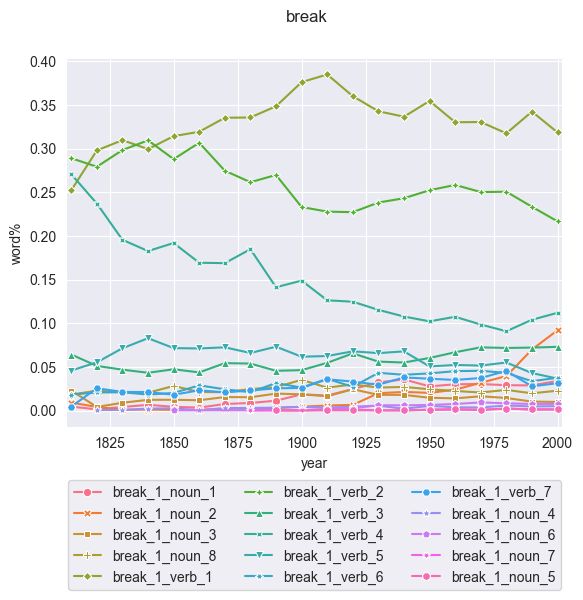 break
0.40
0.35
0.30
0.25
0.20
0.15
0.10
0.05
0.00
word%
1825 1850 1875 1900 1925 1950 1975 2000
year
break_1_noun_1 break_1_verb_2 break_1_verb_7
break_1_noun_2 break_1_verb_3 break_1_noun_4
break_1_noun_3 break_1_verb_4 break_1_noun_6
break_1_noun_8 break_1_verb_5 break_1_noun_7
break_1_verb_1 break_1_verb_6 break_1_noun_5